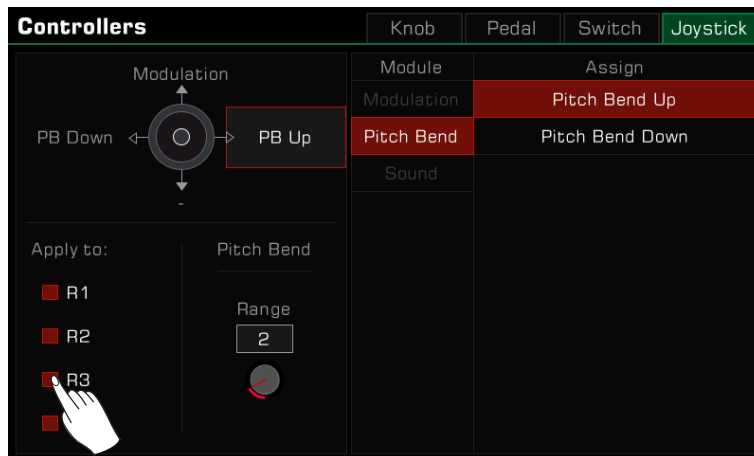 Controllers
Knob
Pedal
Switch
Joystick
Modulation
PB Down
PB Up
-
Module
Assign
Modulation
Pitch Bend Up
Pitch Bend
Pitch Bend Down
Sound
Apply to:
R1
R2
R3
Pitch Bend
Range
2